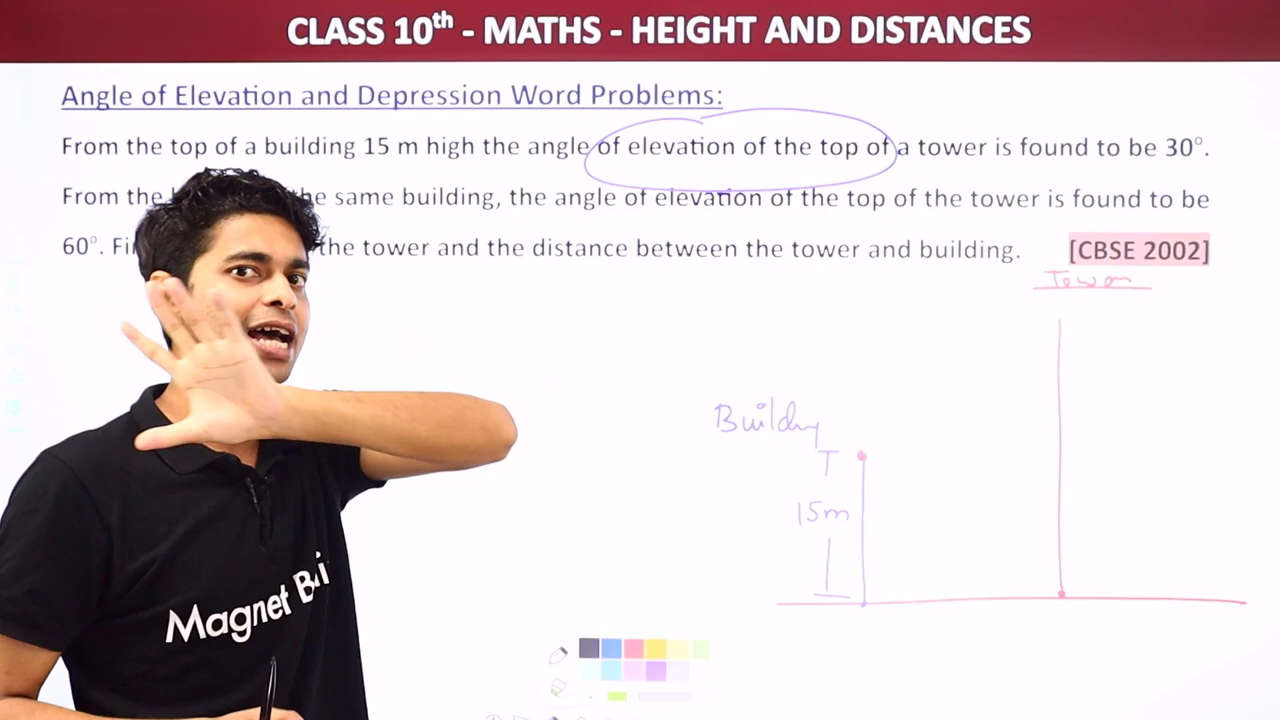 CLASS 10th - MATHS - HEIGHT AND DISTANCES
Angle of Elevation and Depression Word Problems:
From the top of a building 15 m high the angle of elevation of the top of a tower is found to be 30°.
From the he same building, the angle of elevation of the top of the tower is found to be
60°. Fi the tower and the distance between the tower and building. [CBSE 2002]
Tower
Building
15m
Magnet B